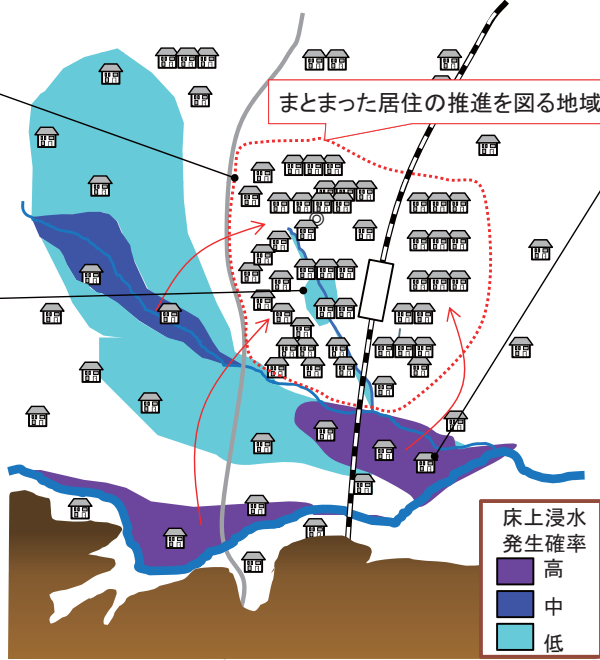 まとまった居住の推進を図る地域
床上浸水
発生確率
高
中
低